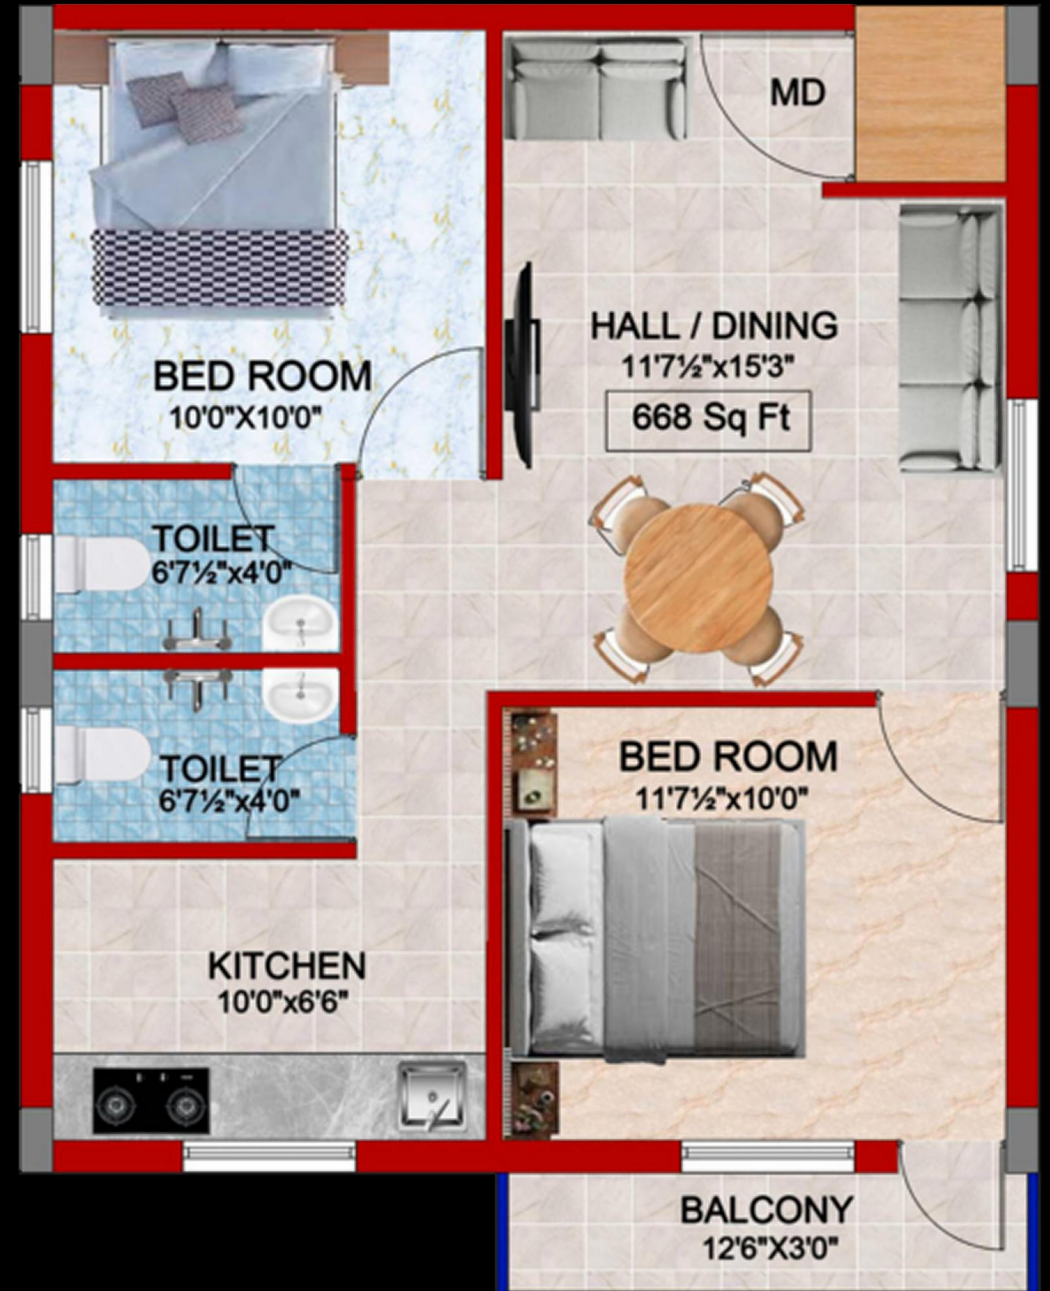 MD
HALL / DINING
11'7½"x15'3"
668 Sq Ft
BED ROOM
10'0"X10'0"
TOILET
6'7½"x4'0"
TOILET
6'7½"x4'0"
BED ROOM
11'7½"x10'0"
KITCHEN
10'0"x6'6"
BALCONY
12'6"X3'0"